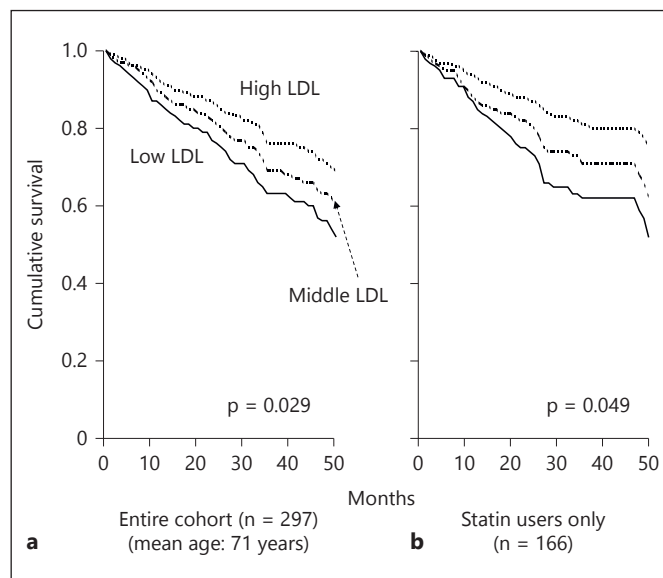 1.0
0.8
0.6
0.4
0.2
0
Cumulative survival
High LDL
Low LDL
Middle LDL
p = 0.029
0 10 20 30 40 50
p = 0.049
0 10 20 30 40 50
Months
a
Entire cohort (n = 297)
(mean age: 71 years)
b
Statin users only
(n = 166)